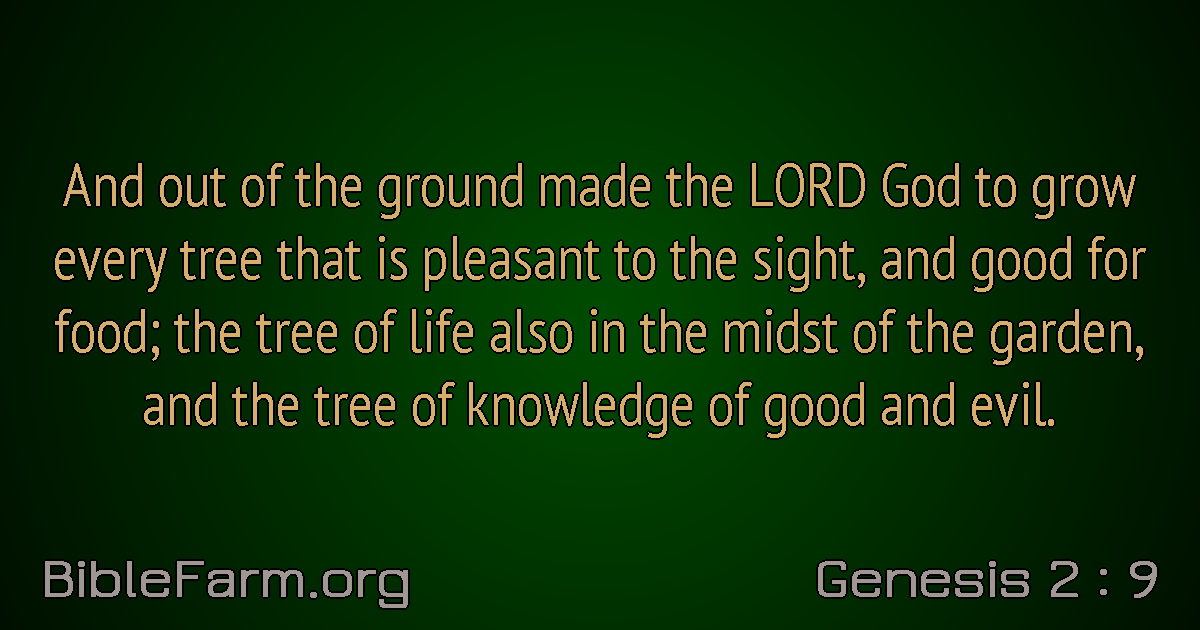 And out of the ground made the LORD God to grow
every tree that is pleasant to the sight, and good for
food; the tree of life also in the midst of the garden,
and the tree of knowledge of good and evil.
BibleFarm.org
Genesis 2 : 9